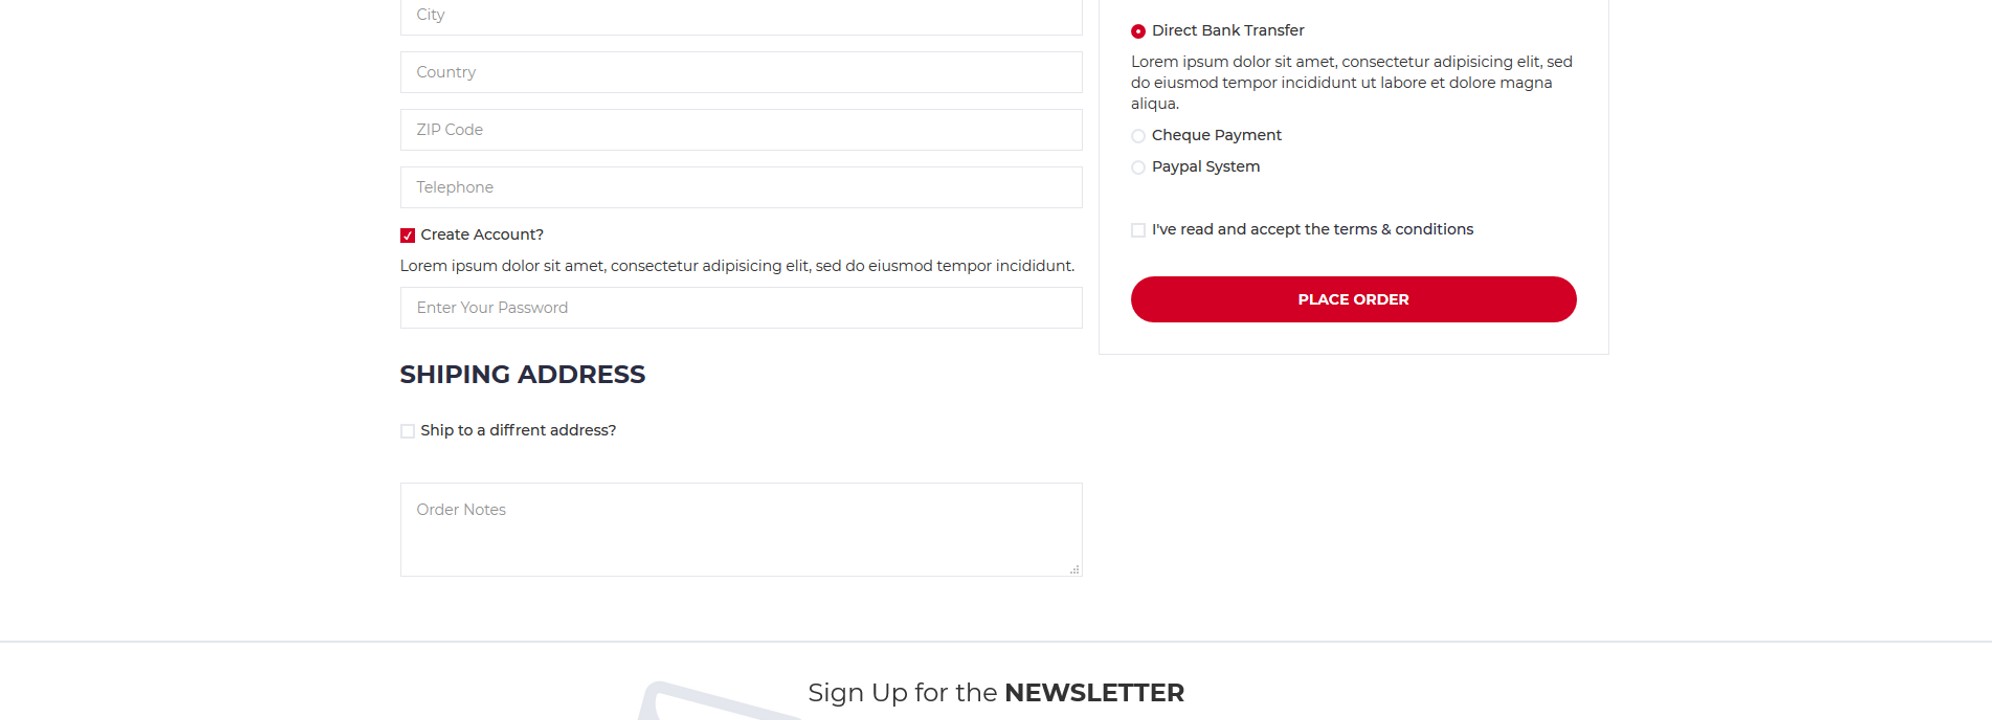 City
Country
ZIP Code
Telephone
Create Account?
Lorem ipsum dolor sit amet, consectetur adipisicing elit, sed do eiusmod tempor incididunt.
Enter Your Password
SHIPING ADDRESS
Ship to a diffrent address?
Order Notes
Direct Bank Transfer
Lorem ipsum dolor sit amet, consectetur adipisicing elit, sed
do eiusmod tempor incididunt ut labore et dolore magna
aliqua.
Cheque Payment
Paypal System
I've read and accept the terms & conditions
PLACE ORDER
Sign Up for the NEWSLETTER